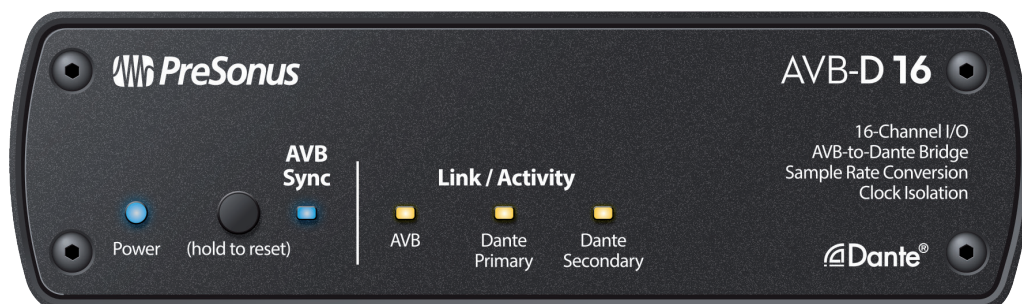 PreSonus
AVB-D 16
16-Channel I/O
AVB-to-Dante Bridge
Sample Rate Conversion
Clock Isolation
AVB
Sync
Link / Activity
Power
(hold to reset)
AVB
Dante
Primary
Dante
Secondary
Dante®